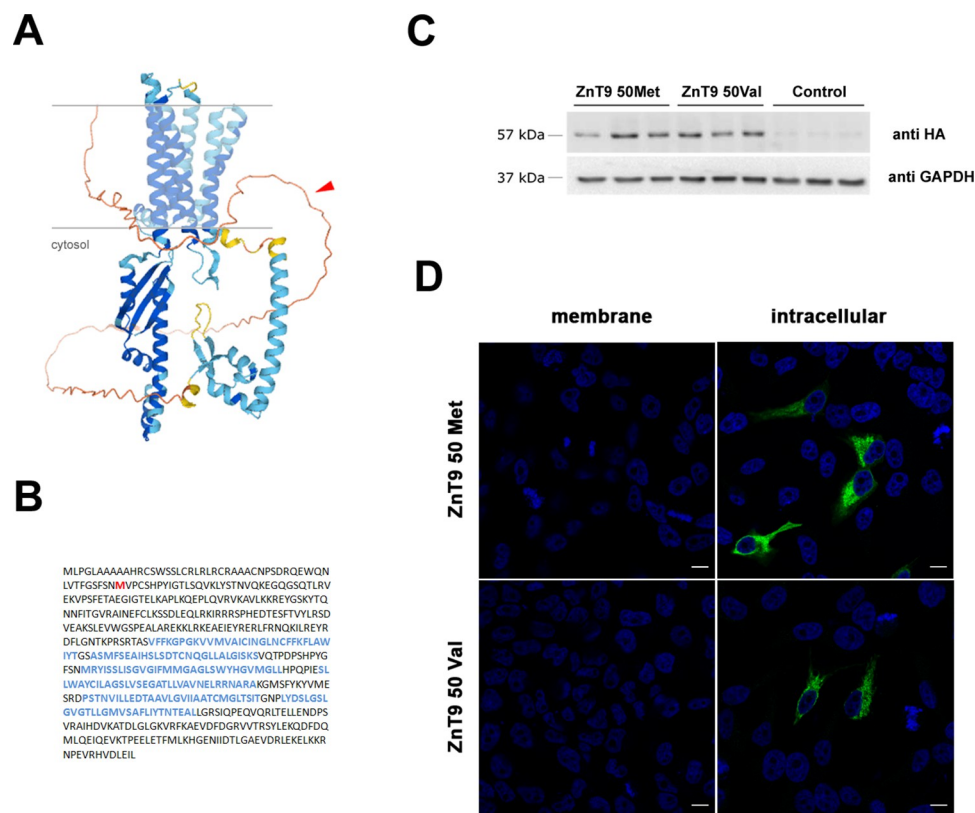 A
cytosol
B
MLPGLAAAAAHRCSWSSLCRLRLRCRAAACNPSDRQEWQN
LVTFGSFSNMVPCSHPYIGTLSQVKLYSTNVQKEGQGSQTLRV
EKVPSFETAEGIGTELKAPLKQEPLQVRVKAVLKKREYGSKYTQ
NNFITGVRAINEFCLKSSDLEQLRKIRRRSPHEDTESFTVYLRSD
VEAKSLEVWGSPEALAREKKLRKEAEIEYRERLFRNQKILREYR
DFLGNTKPRSRTASVFFKGPGKVVMVAICINGLNCFFKFLAW
IYTGSASMFSEAIHSLSDTCNQGLLALGISKSVQTPDPSHPYG
FSNMRYISSLISGVGIFMMGAGLSWYHGVMGLLHPQPIESL
LWAYCILAGSLVSEGATLLVAVNELRRNARAKGMSFYKYVME
SRDPSTNVILLEDTAAVLGVIIAATCMGLTSITGNPLYDSLGSL
GVGTLLGMVSAFLIYTNTEALLGRSIQPEQVQRLTELLENDPS
VRAIHDVKATDLGLGKVRFKAEVDFDGRVVTRSYLEKQDFDQ
MLQEIQEVKTPEELETFMLKHGENIIDTLGAEVDRLEKELKKR
NPEVRHVDLEIL
C
ZnT9 50Met ZnT9 50Val Control
57 kDa anti HA
37 kDa anti GAPDH
D
membrane intracellular
ZnT9 50 Met
ZnT9 50 Val